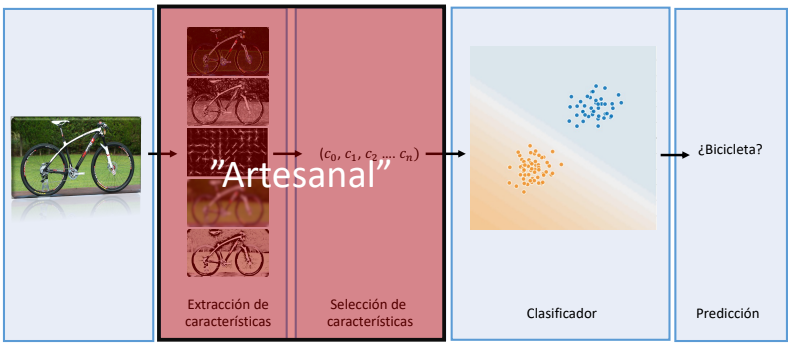 (c₀, c₁, c₂ .... cₙ)
"Artesanal"
¿Bicicleta?
Extracción de
características
Selección de
características
Clasificador
Predicción